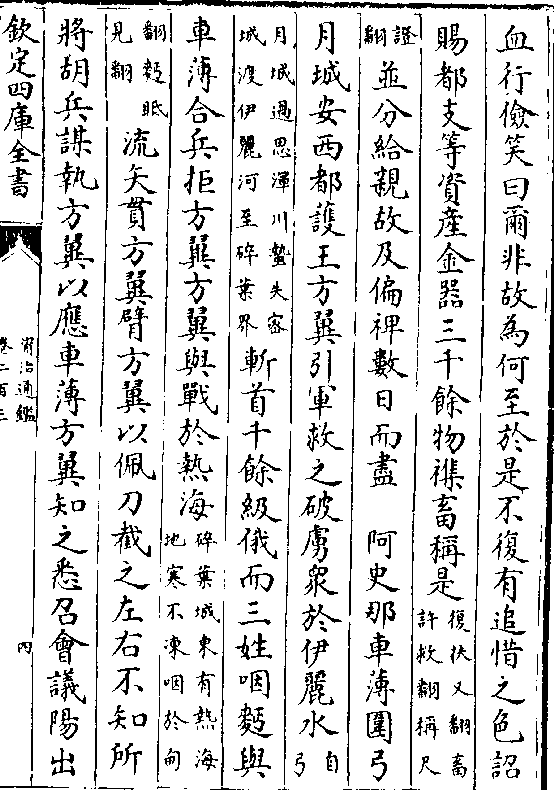 血行儉笑曰爾非故為何至於是不復有追惜之色詔
賜都支等資產金器三千餘物襍畜稱是
復扶又翻畜
許救翻稱尺
證
翻
並分給親故及偏裨數日而盡　阿史那車薄圍弓
月城安西都護王方翼引軍救之破虜衆於伊麗水
自弓
月城過思渾川蟄失密
城渡伊麗河至碎葉界
斬首千餘級俄而三姓咽麪與
車薄合兵拒方翼方翼與戰於熱海
碎葉城東有熱海
地寒不凍咽於甸
翻麪眠
見翻
流矢貫方翼臂方翼以佩刀截之左右不知所
將胡兵謀執方翼以應車薄方翼知之悉召會議陽出
欽定四庫全書
資治通鑑
卷二百三